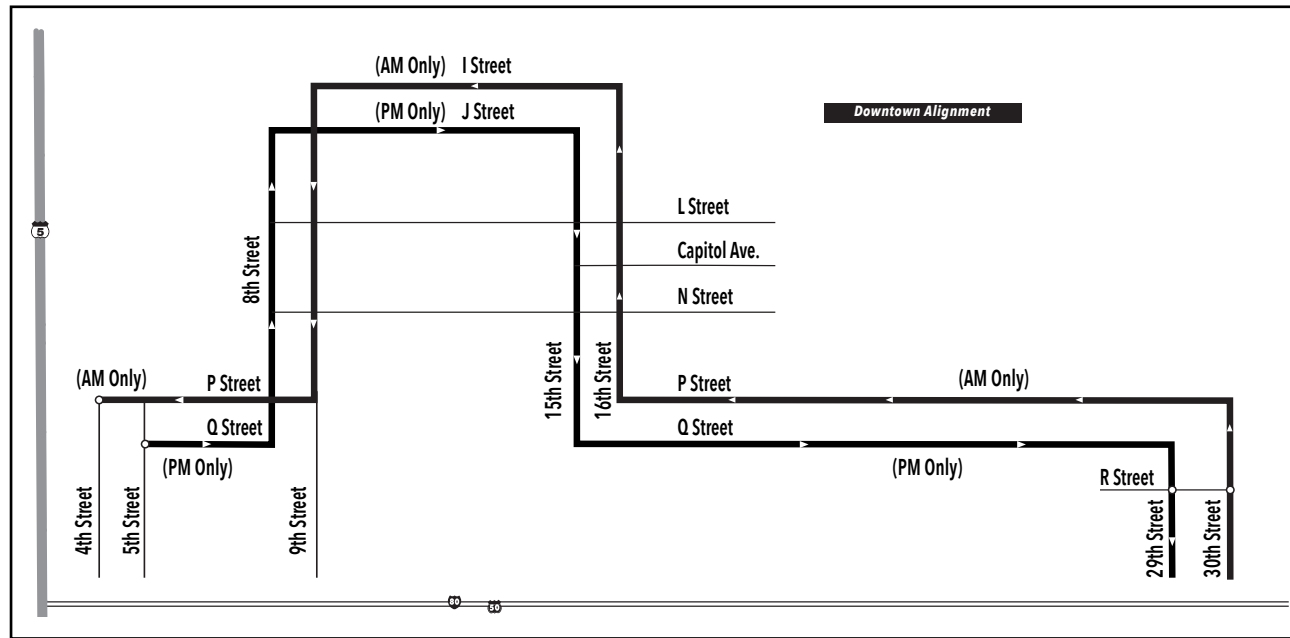 (AM Only) I Street
(PM Only) J Street
Downtown Alignment
L Street
5
Capitol Ave.
8th Street
N Street
15th Street
16th Street
(AM Only)
P Street
P Street
(AM Only)
Q Street
Q Street
(PM Only)
(PM Only)
R Street
4th Street
5th Street
9th Street
29th Street
30th Street
80
50